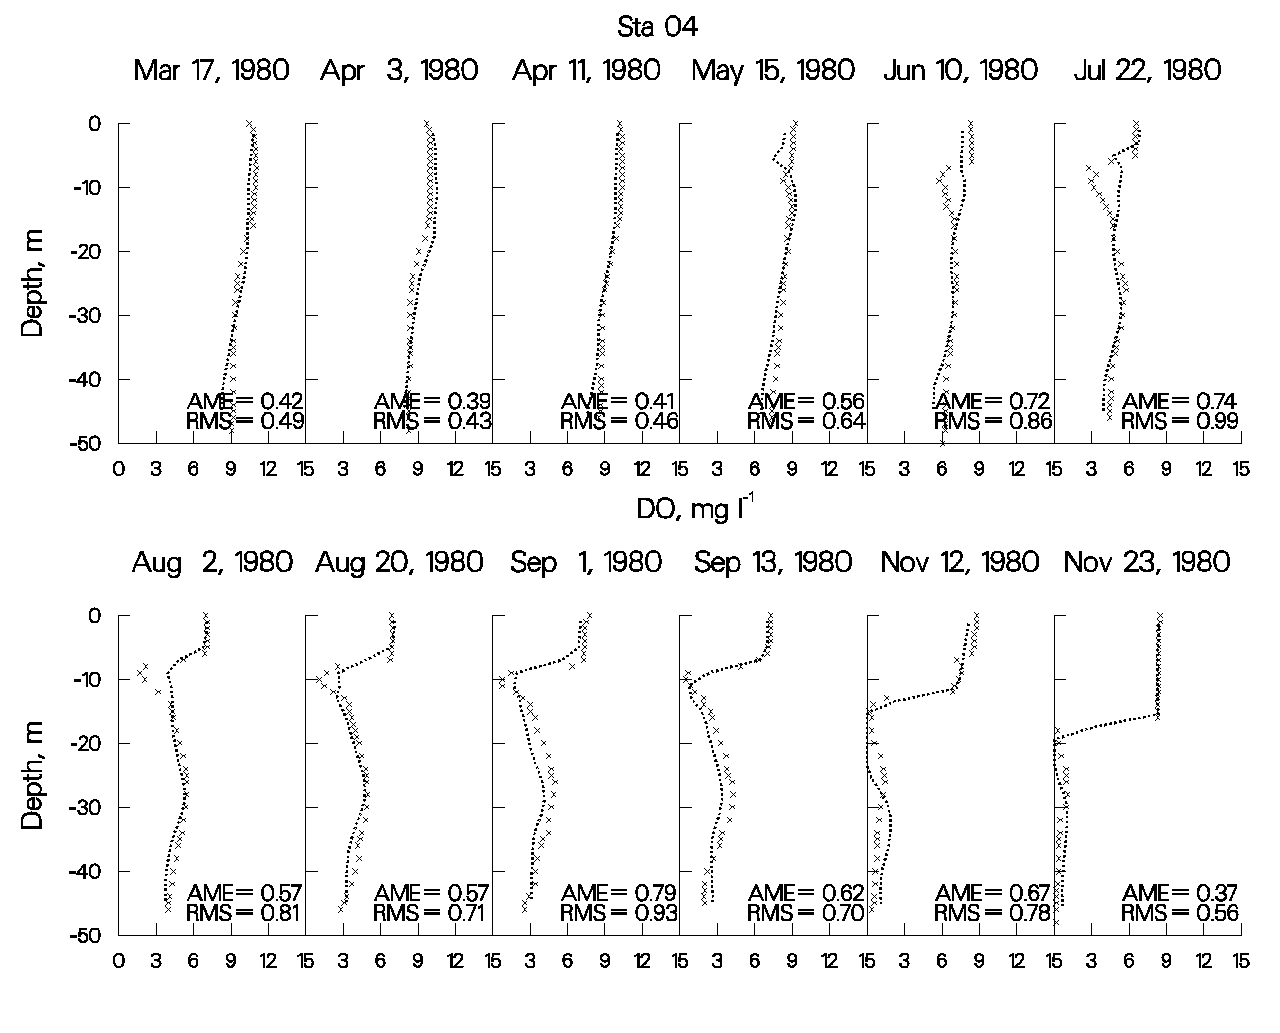 Sta 04
Mar 17, 1980 Apr 3, 1980 Apr 11, 1980 May 15, 1980 Jun 10, 1980 Jul 22, 1980
0
-10
-20
-30
-40
-50
Depth, m
AME= 0.42 AME= 0.39 AME= 0.41 AME= 0.56 AME= 0.72 AME= 0.74
RMS= 0.49 RMS= 0.43 RMS= 0.46 RMS= 0.64 RMS= 0.86 RMS= 0.99
0 3 6 9 12 15 3 6 9 12 15 3 6 9 12 15 3 6 9 12 15 3 6 9 12 15 3 6 9 12 15
DO, mg l-1
Aug 2, 1980 Aug 20, 1980 Sep 1, 1980 Sep 13, 1980 Nov 12, 1980 Nov 23, 1980
0
-10
-20
-30
-40
-50
Depth, m
AME= 0.57 AME= 0.57 AME= 0.79 AME= 0.62 AME= 0.67 AME= 0.37
RMS= 0.81 RMS= 0.71 RMS= 0.93 RMS= 0.70 RMS= 0.78 RMS= 0.56
0 3 6 9 12 15 3 6 9 12 15 3 6 9 12 15 3 6 9 12 15 3 6 9 12 15 3 6 9 12 15